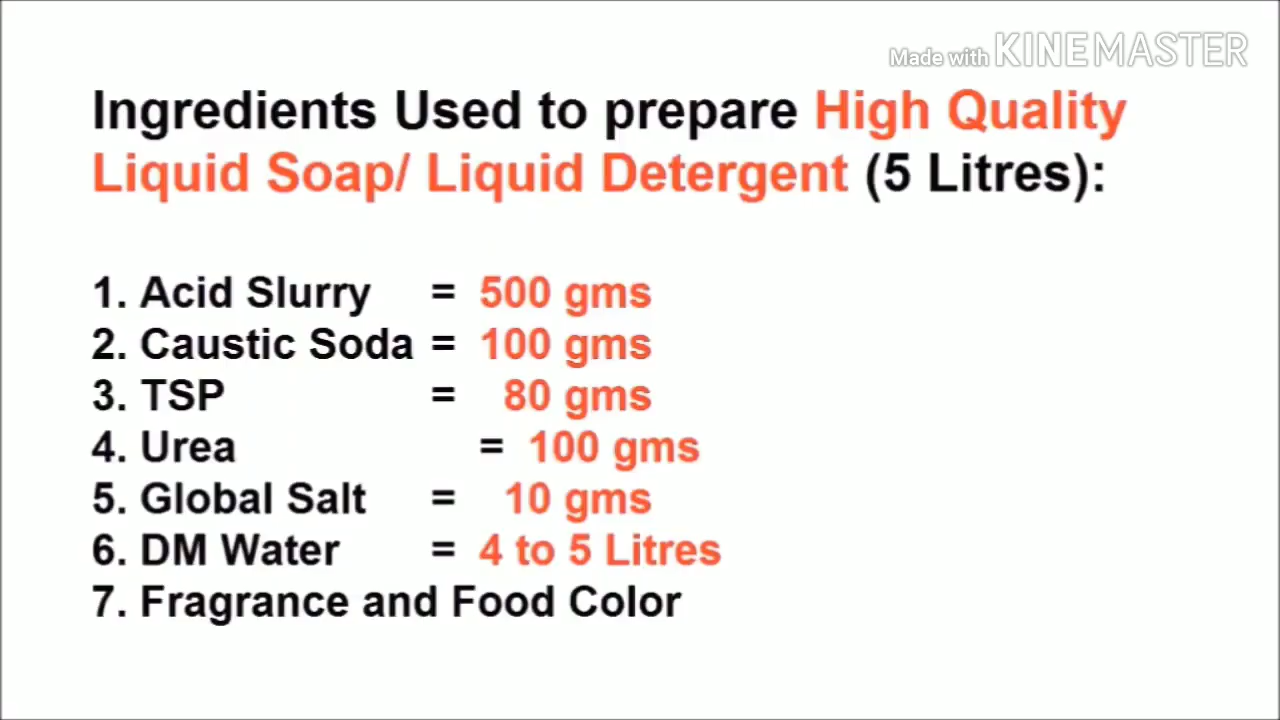 Made with KINEMASTER
Ingredients Used to prepare High Quality
Liquid Soap/ Liquid Detergent (5 Litres):
1. Acid Slurry = 500 gms
2. Caustic Soda = 100 gms
3. TSP = 80 gms
4. Urea = 100 gms
5. Global Salt = 10 gms
6. DM Water = 4 to 5 Litres
7. Fragrance and Food Color